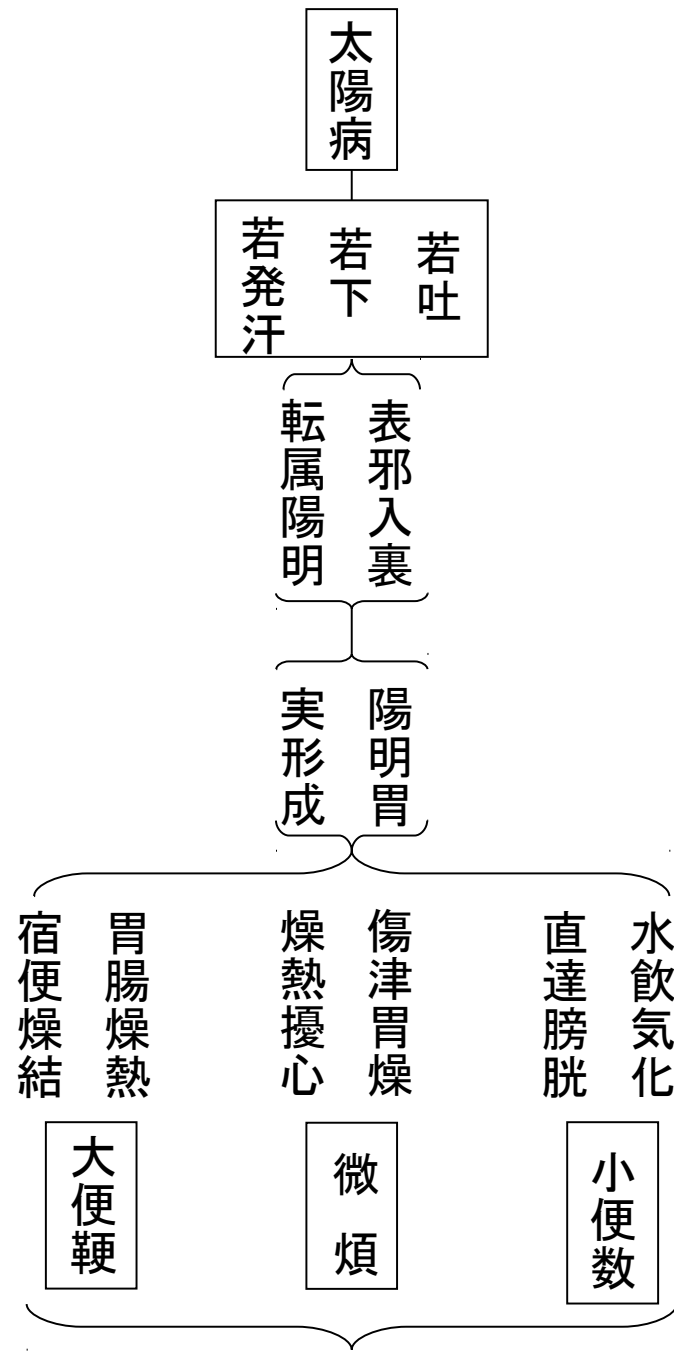 太陽病
若吐
若下
若発汗
表邪入裏
転属陽明
陽明胃
実形成
水飲気化
直達膀胱
傷津胃燥
燥熱擾心
胃腸燥熱
宿便燥結
小便数
微煩
大便鞕